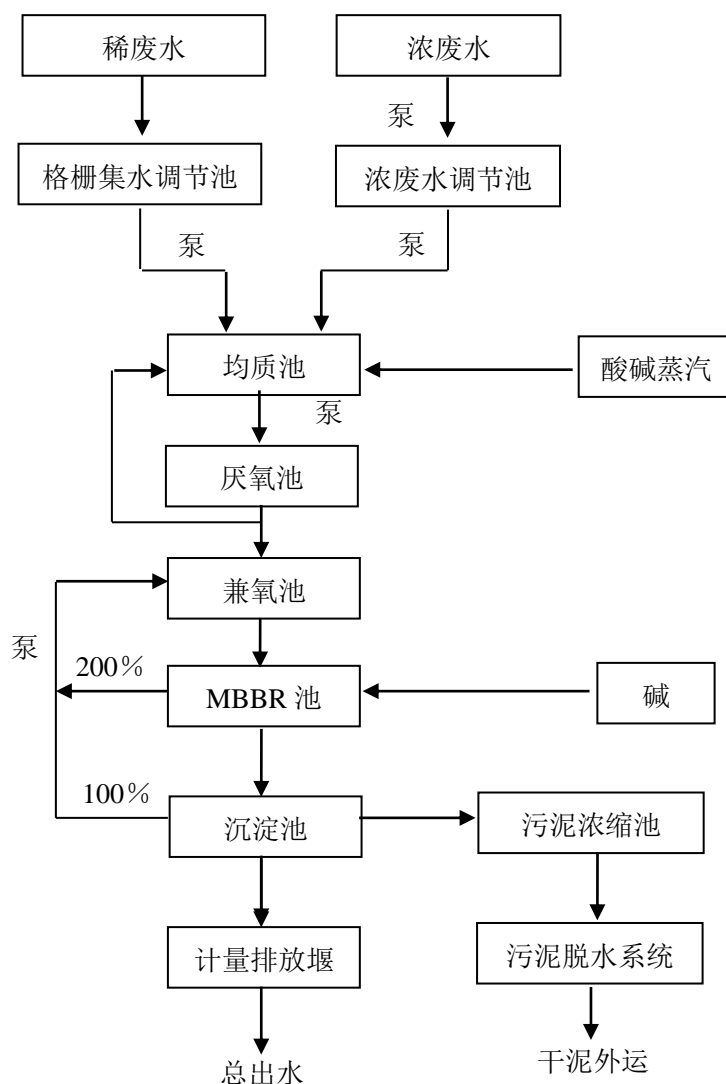 稀废水
浓废水
泵
格栅集水调节池
浓废水调节池
泵
泵
均质池
酸碱蒸汽
泵
厌氧池
兼氧池
泵
200％
MBBR 池
碱
100％
沉淀池
污泥浓缩池
计量排放堰
污泥脱水系统
总出水
干泥外运